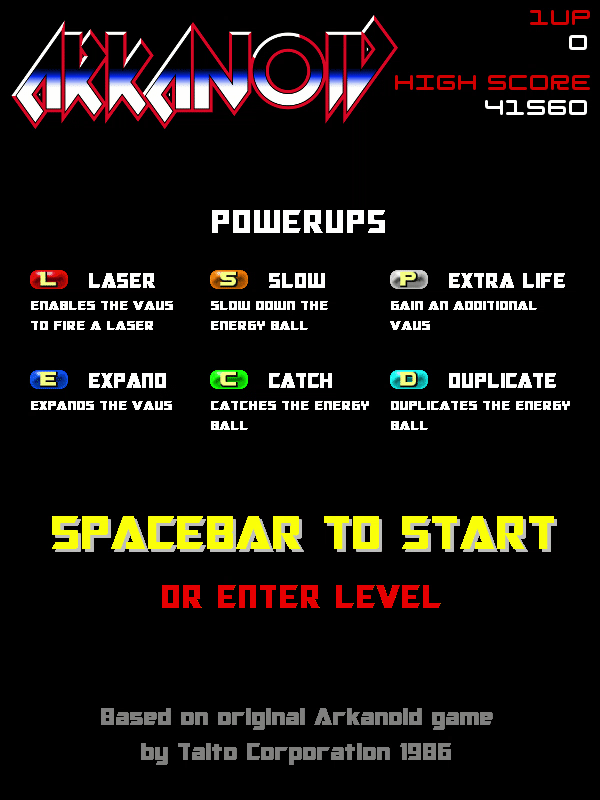 ARKANOID
1UP
0
HIGH SCORE
41560
POWERUPS
L LASER
ENABLES THE VAUS
TO FIRE A LASER
S SLOW
SLOW DOWN THE
ENERGY BALL
P EXTRA LIFE
GAIN AN ADDITIONAL
VAUS
E EXPAND
EXPANDS THE VAUS
C CATCH
CATCHES THE ENERGY
BALL
D DUPLICATE
DUPLICATES THE ENERGY
BALL
SPACEBAR TO START
OR ENTER LEVEL
Based on original Arkanoid game
by Taito Corporation 1986